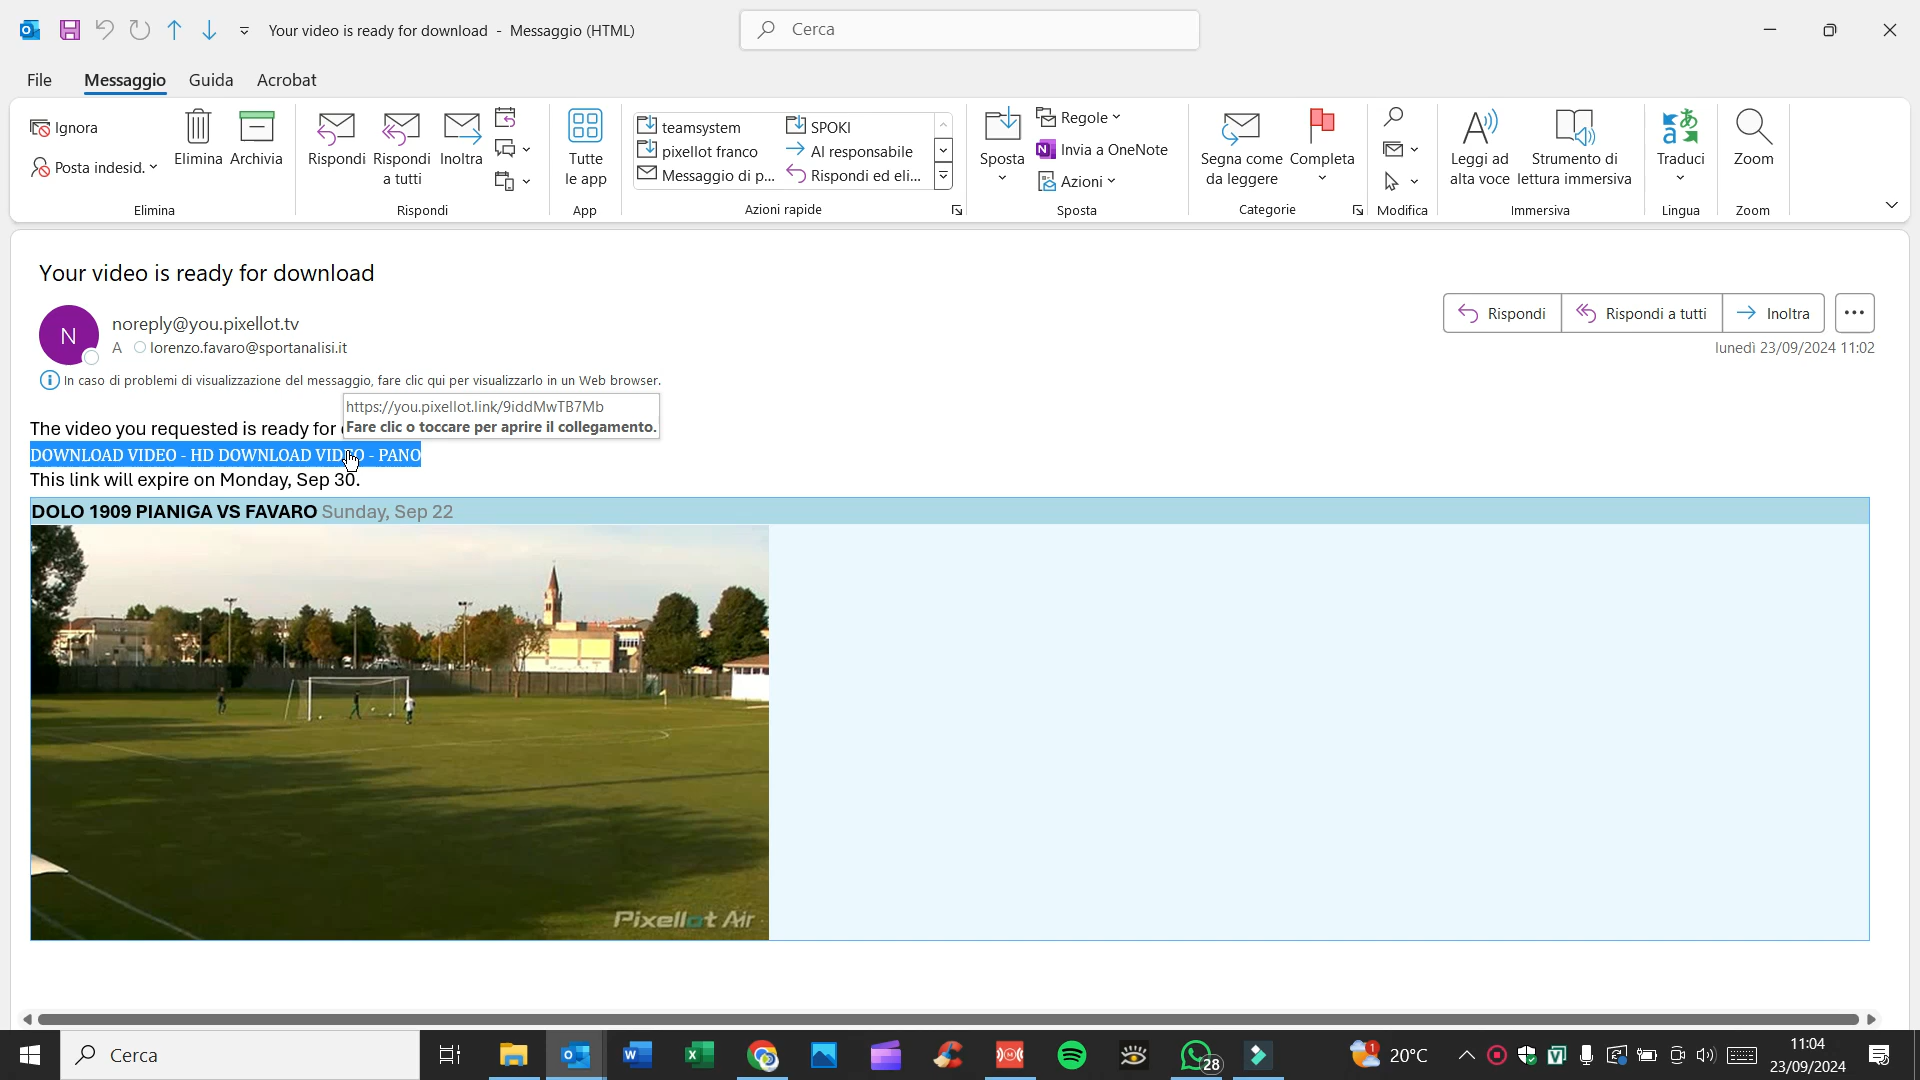 Your video is ready for download - Messaggio (HTML)
Cerca
File Messaggio Guida Acrobat
Ignora
Posta indesid.
Elimina
Archivia
Elimina
Rispondi
Rispondi a tutti
Inoltra
Rispondi
Tutte le app
App
teamsystem
pixellot franco
Messaggio di p...
SPOKI
Al responsabile
Rispondi ed eli...
Azioni rapide
Sposta
Regole
Invia a OneNote
Azioni
Sposta
Segna come da leggere
Completa
Categorie
Modifica
Leggi ad alta voce
Strumento di lettura immersiva
Immersiva
Traduci
Lingua
Zoom
Zoom
Your video is ready for download
N
noreply@you.pixellot.tv
A lorenzo.favaro@sportanalisi.it
Rispondi
Rispondi a tutti
Inoltra
lunedì 23/09/2024 11:02
In caso di problemi di visualizzazione del messaggio, fare clic qui per visualizzarlo in un Web browser.
https://you.pixellot.link/9iddMwTB7Mb
Fare clic o toccare per aprire il collegamento.
The video you requested is ready for
DOWNLOAD VIDEO - HD DOWNLOAD VIDEO - PANO
This link will expire on Monday, Sep 30.
DOLO 1909 PIANIGA VS FAVARO Sunday, Sep 22
Pixellot Air
Cerca
28
1
20°C
11:04
23/09/2024